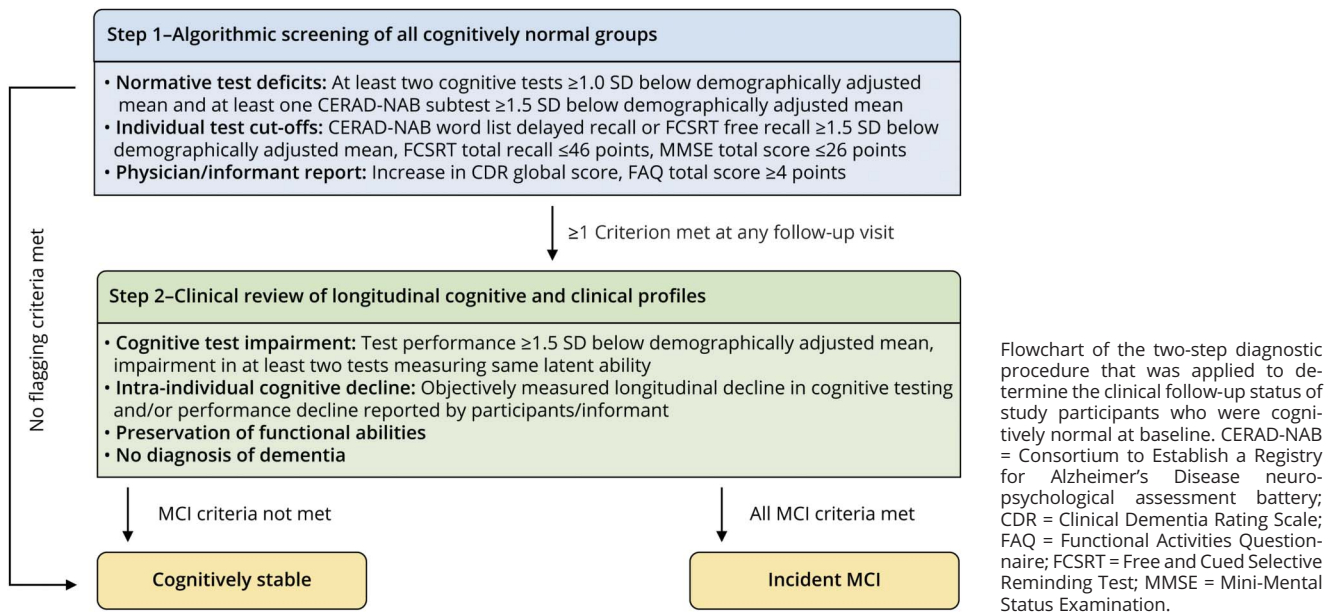 Step 1–Algorithmic screening of all cognitively normal groups
• Normative test deficits: At least two cognitive tests ≥1.0 SD below demographically adjusted
mean and at least one CERAD-NAB subtest ≥1.5 SD below demographically adjusted mean
• Individual test cut-offs: CERAD-NAB word list delayed recall or FCSRT free recall ≥1.5 SD below
demographically adjusted mean, FCSRT total recall ≤46 points, MMSE total score ≤26 points
• Physician/informant report: Increase in CDR global score, FAQ total score ≥4 points
No flagging criteria met
≥1 Criterion met at any follow-up visit
Step 2–Clinical review of longitudinal cognitive and clinical profiles
• Cognitive test impairment: Test performance ≥1.5 SD below demographically adjusted mean,
impairment in at least two tests measuring same latent ability
• Intra-individual cognitive decline: Objectively measured longitudinal decline in cognitive testing
and/or performance decline reported by participants/informant
• Preservation of functional abilities
• No diagnosis of dementia
MCI criteria not met
All MCI criteria met
Cognitively stable
Incident MCI
Flowchart of the two-step diagnostic
procedure that was applied to de-
termine the clinical follow-up status of
study participants who were cogni-
tively normal at baseline. CERAD-NAB
= Consortium to Establish a Registry
for Alzheimer's Disease neuro-
psychological assessment battery;
CDR = Clinical Dementia Rating Scale;
FAQ = Functional Activities Question-
naire; FCSRT = Free and Cued Selective
Reminding Test; MMSE = Mini-Mental
Status Examination.